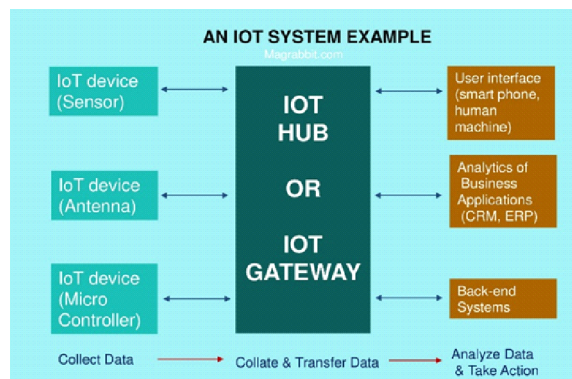 AN IOT SYSTEM EXAMPLE
Magrabbit.com
IoT device
(Sensor)
IoT device
(Antenna)
IoT device
(Micro
Controller)
IOT
HUB
OR
IOT
GATEWAY
User interface
(smart phone,
human
machine)
Analytics of
Business
Applications
(CRM, ERP)
Back-end
Systems
Collect Data
Collate & Transfer Data
Analyze Data
& Take Action